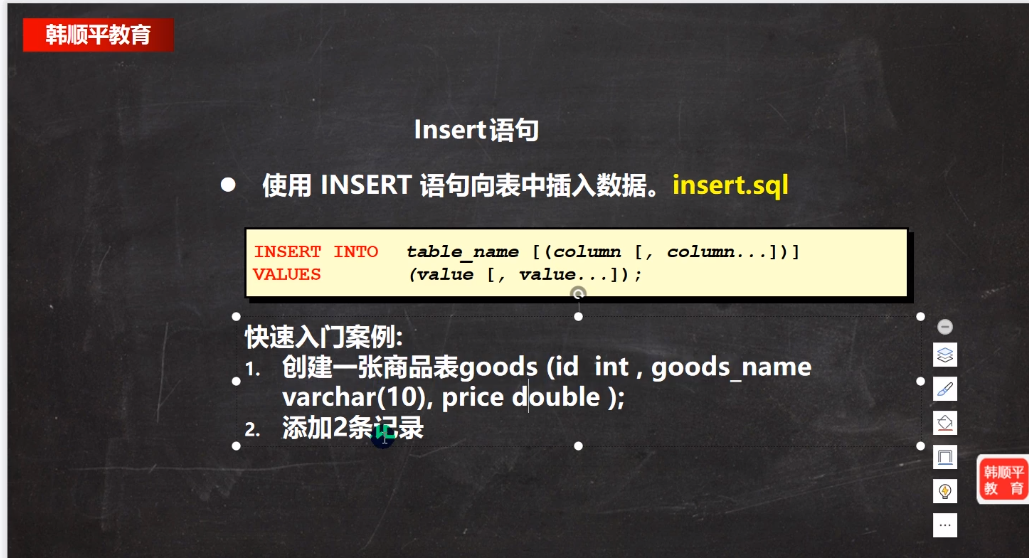 韩顺平教育
Insert语句
● 使用 INSERT 语句向表中插入数据。insert.sql
INSERT INTO table_name [(column [, column...])]
VALUES (value [, value...]);
快速入门案例:
1. 创建一张商品表goods (id int , goods_name
varchar(10), price double );
2. 添加2条记录
韩顺平
教 育